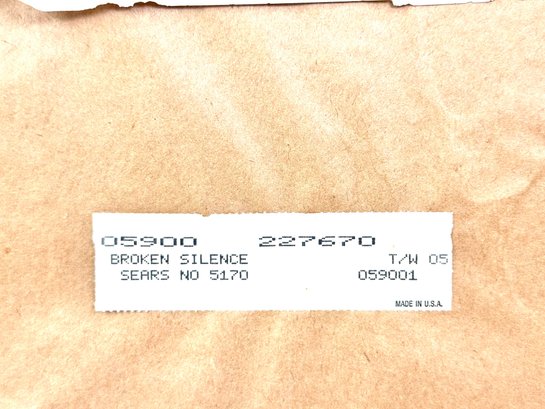 05900 227670
BROKEN SILENCE T/W 05
SEARS NO 5170 059001
MADE IN U.S.A.